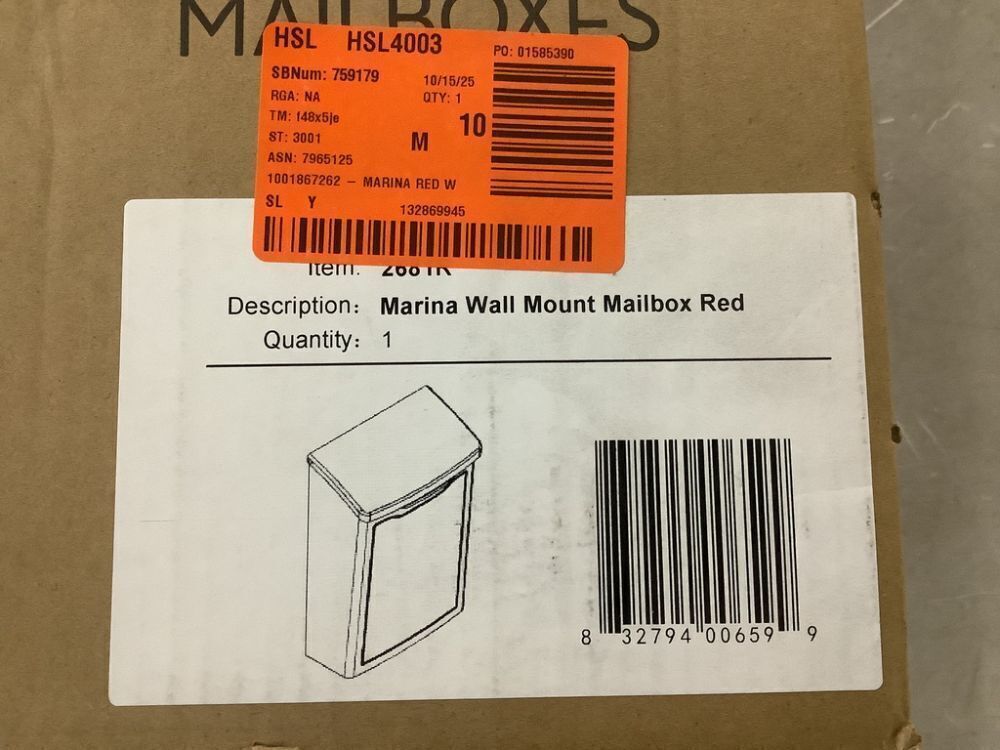 MAILBOXES
HSL HSL4003
PO: 01585390
SBNum: 759179
10/15/25
RGA: NA
QTY: 1
TM: f48x5je
10
ST: 3001
M
ASN: 7965125
1001867262 – MARINA RED W
SL Y
132869945
Item: 2681R
Description: Marina Wall Mount Mailbox Red
Quantity: 1
8 32794 00659 9